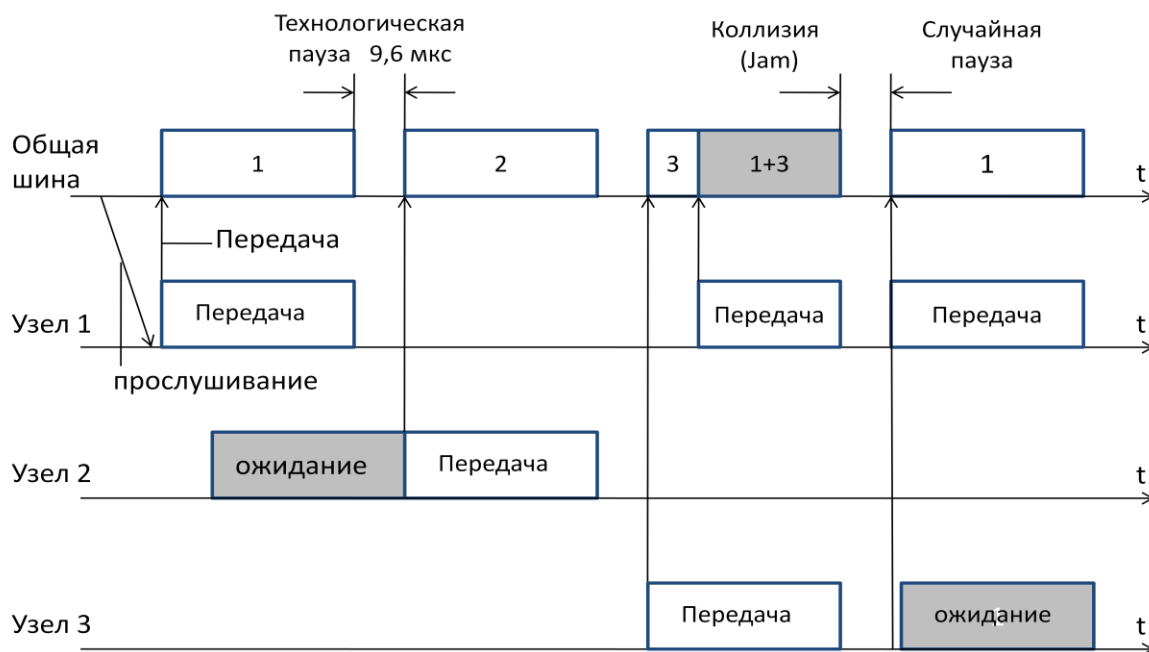 Технологическая
пауза 9,6 мкс
Коллизия
(Jam)
Случайная
пауза
Общая
шина
1
2
3
1+3
1
t
Передача
Узел 1
Передача
Передача
Передача
t
прослушивание
Узел 2
ожидание
Передача
t
Узел 3
Передача
ожидание
t